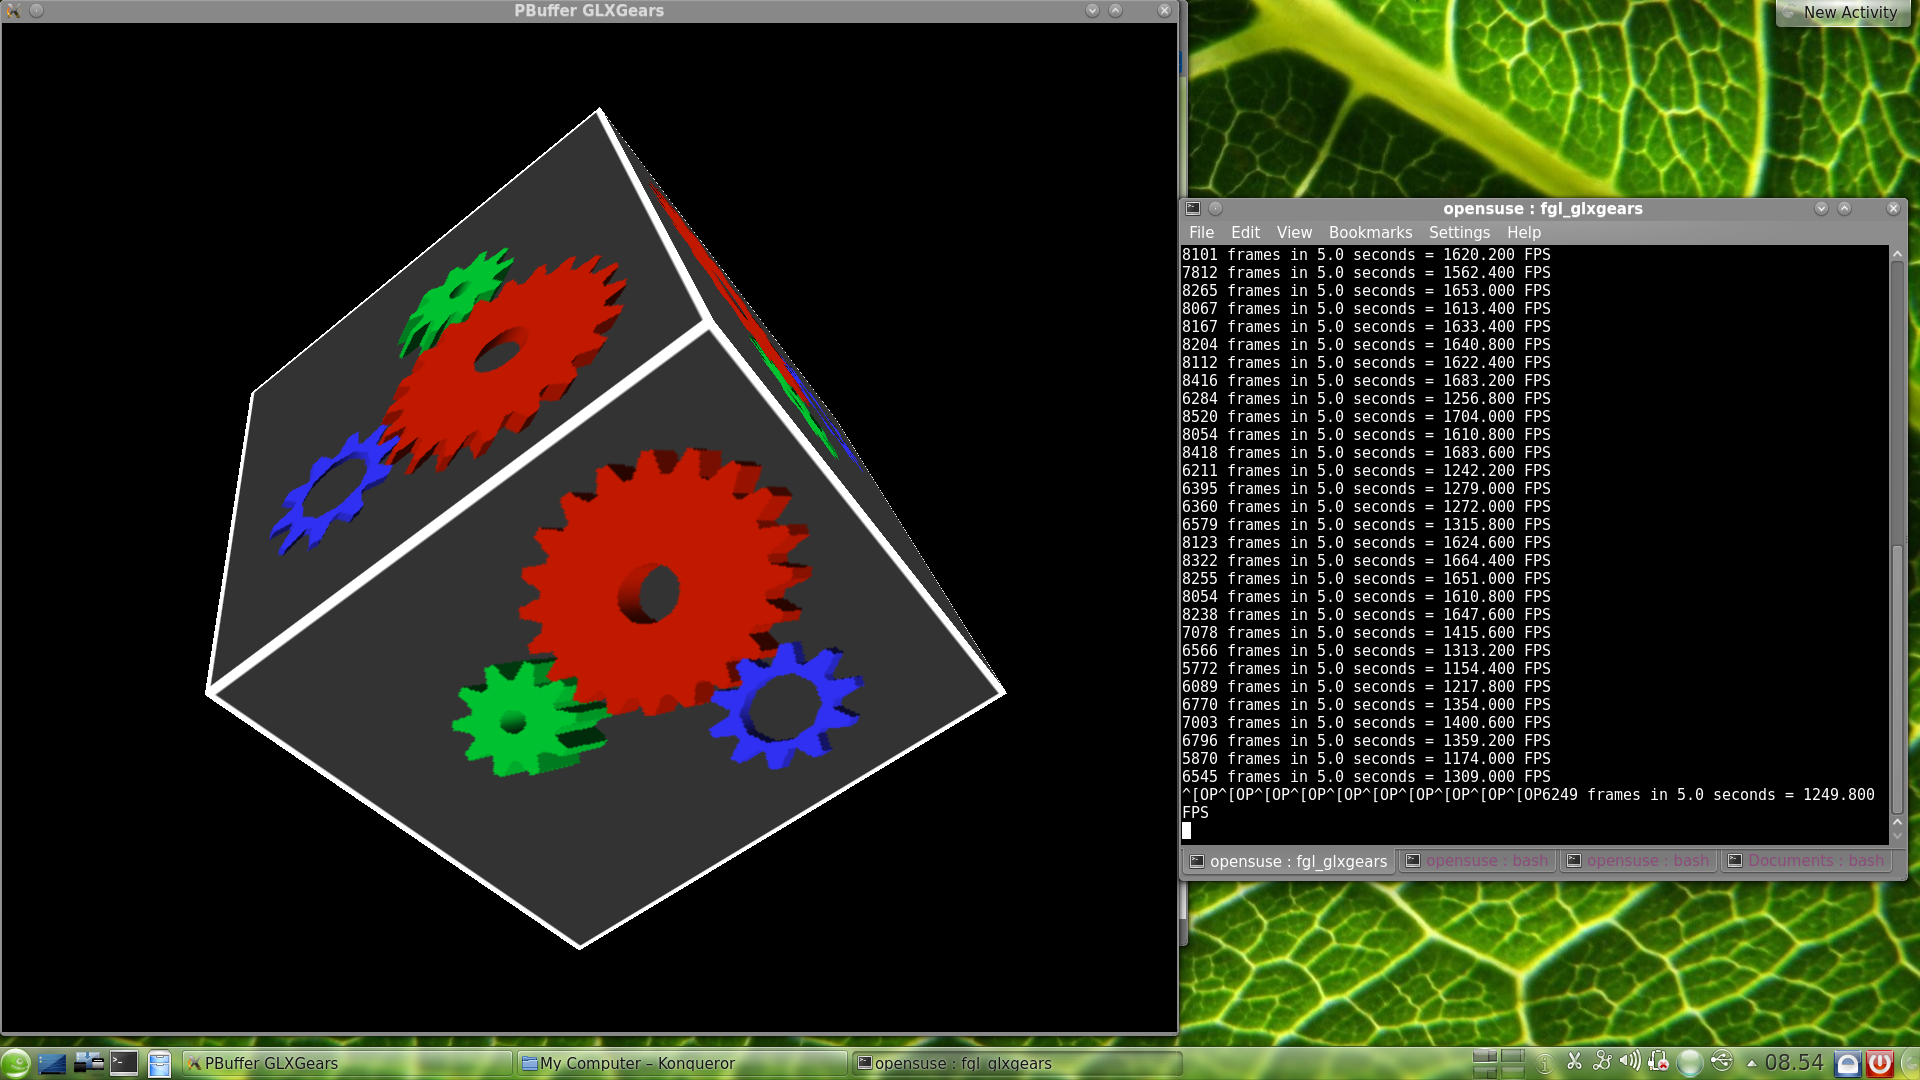 PBuffer GLXGears
New Activity
opensuse : fgl_glxgears
File Edit View Bookmarks Settings Help
8101 frames in 5.0 seconds = 1620.200 FPS
7812 frames in 5.0 seconds = 1562.400 FPS
8265 frames in 5.0 seconds = 1653.000 FPS
8067 frames in 5.0 seconds = 1613.400 FPS
8167 frames in 5.0 seconds = 1633.400 FPS
8204 frames in 5.0 seconds = 1640.800 FPS
8112 frames in 5.0 seconds = 1622.400 FPS
8416 frames in 5.0 seconds = 1683.200 FPS
6284 frames in 5.0 seconds = 1256.800 FPS
8520 frames in 5.0 seconds = 1704.000 FPS
8054 frames in 5.0 seconds = 1610.800 FPS
8418 frames in 5.0 seconds = 1683.600 FPS
6211 frames in 5.0 seconds = 1242.200 FPS
6395 frames in 5.0 seconds = 1279.000 FPS
6360 frames in 5.0 seconds = 1272.000 FPS
6579 frames in 5.0 seconds = 1315.800 FPS
8123 frames in 5.0 seconds = 1624.600 FPS
8322 frames in 5.0 seconds = 1664.400 FPS
8255 frames in 5.0 seconds = 1651.000 FPS
8054 frames in 5.0 seconds = 1610.800 FPS
8238 frames in 5.0 seconds = 1647.600 FPS
7078 frames in 5.0 seconds = 1415.600 FPS
6566 frames in 5.0 seconds = 1313.200 FPS
5772 frames in 5.0 seconds = 1154.400 FPS
6089 frames in 5.0 seconds = 1217.800 FPS
6770 frames in 5.0 seconds = 1354.000 FPS
7003 frames in 5.0 seconds = 1400.600 FPS
6796 frames in 5.0 seconds = 1359.200 FPS
5870 frames in 5.0 seconds = 1174.000 FPS
6545 frames in 5.0 seconds = 1309.000 FPS
^[OP^[OP^[OP^[OP^[OP^[OP^[OP^[OP^[OP^[OP6249 frames in 5.0 seconds = 1249.800
FPS
opensuse : fgl_glxgears opensuse : bash opensuse : bash Documents : bash
PBuffer GLXGears My Computer – Konqueror opensuse : fgl_glxgears 08.54